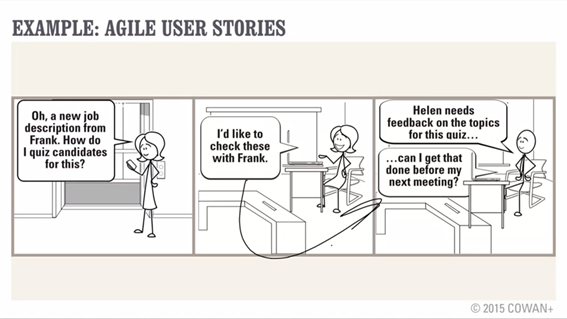 EXAMPLE: AGILE USER STORIES
Oh, a new job
description from
Frank. How do
I quiz candidates
for this?
I'd like to
check these
with Frank.
Helen needs
feedback on the topics
for this quiz...
...can I get that
done before my
next meeting?
© 2015 COWAN+